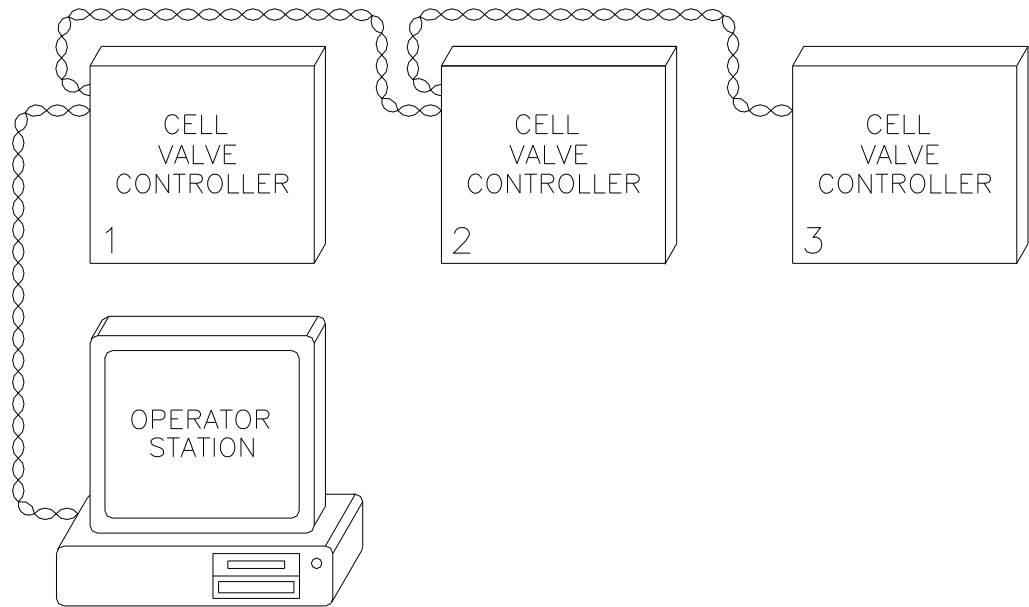 CELL
VALVE
CONTROLLER
1
CELL
VALVE
CONTROLLER
2
CELL
VALVE
CONTROLLER
3
OPERATOR
STATION